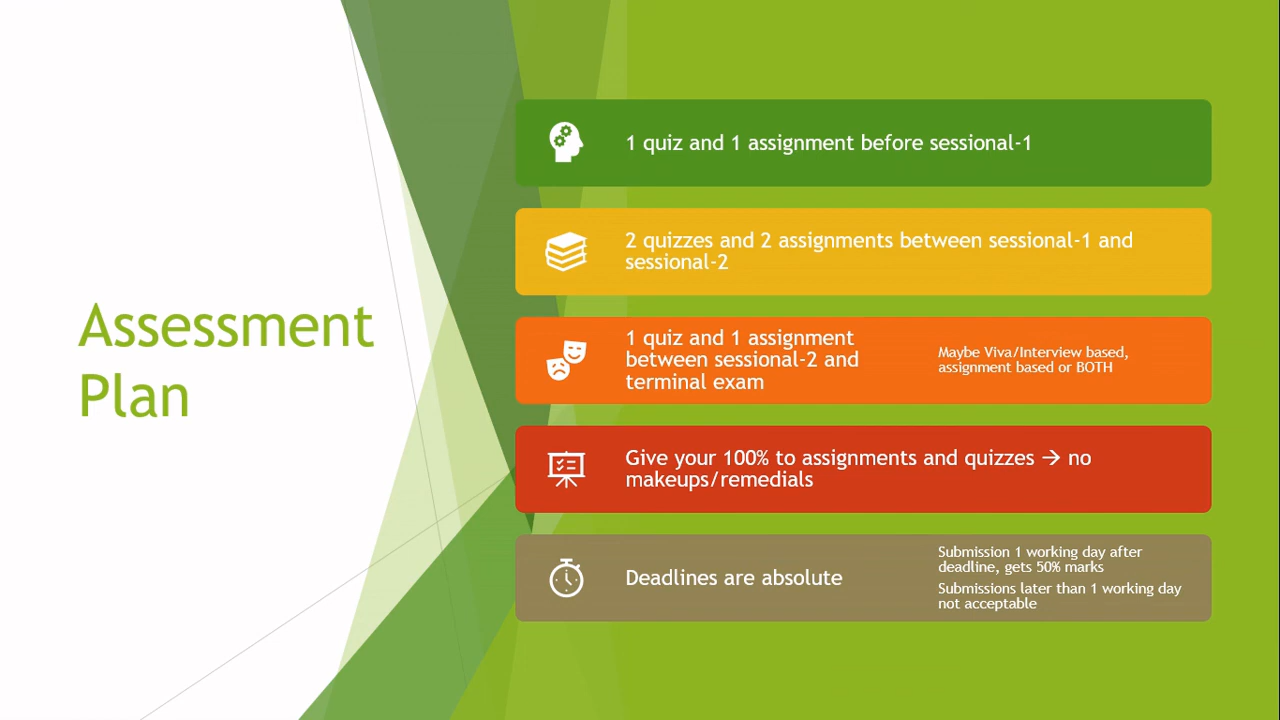 Assessment
Plan
1 quiz and 1 assignment before sessional-1
2 quizzes and 2 assignments between sessional-1 and
sessional-2
1 quiz and 1 assignment
between sessional-2 and
terminal exam
Maybe Viva/Interview based,
assignment based or BOTH
Give your 100% to assignments and quizzes → no
makeups/remedials
Deadlines are absolute
Submission 1 working day after
deadline, gets 50% marks
Submissions later than 1 working day
not acceptable